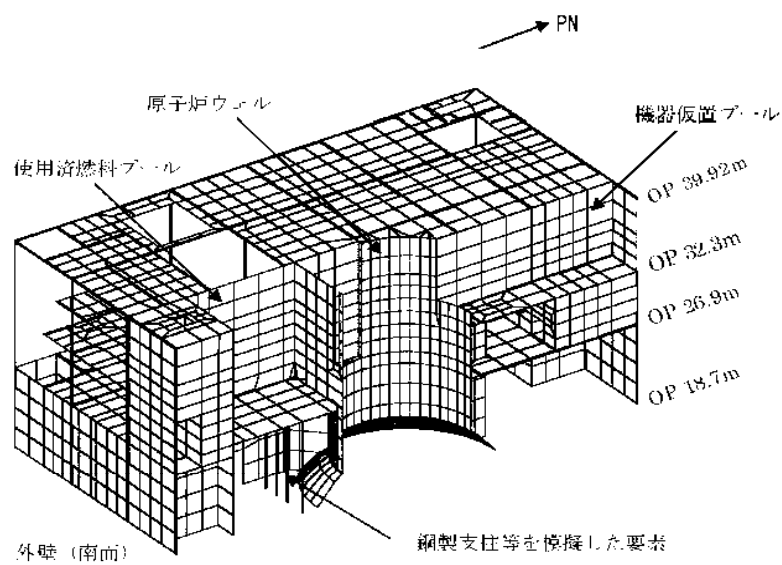 PN
原子炉ウェル
機器仮置プール
使用済燃料プール
OP 39.92m
OP 32.3m
OP 26.9m
OP 18.7m
鋼製支柱等を模擬した要素
外壁 (南面)